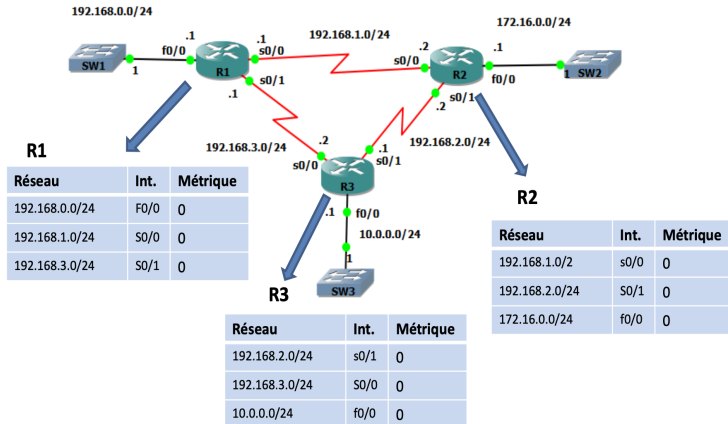 192.168.0.0/24
172.16.0.0/24
192.168.1.0/24
.1
f0/0
.1
s0/0
.2
s0/0
.1
SW1
1
R1
R2
f0/0
1
SW2
.1
s0/1
s0/1
.2
192.168.3.0/24
192.168.2.0/24
.2
s0/0
.1
s0/1
R3
.1
f0/0
10.0.0.0/24
1
SW3
R1
Réseau Int. Métrique
192.168.0.0/24 F0/0 0
192.168.1.0/24 S0/0 0
192.168.3.0/24 S0/1 0
R2
Réseau Int. Métrique
192.168.1.0/2 s0/0 0
192.168.2.0/24 S0/1 0
172.16.0.0/24 f0/0 0
R3
Réseau Int. Métrique
192.168.2.0/24 s0/1 0
192.168.3.0/24 S0/0 0
10.0.0.0/24 f0/0 0